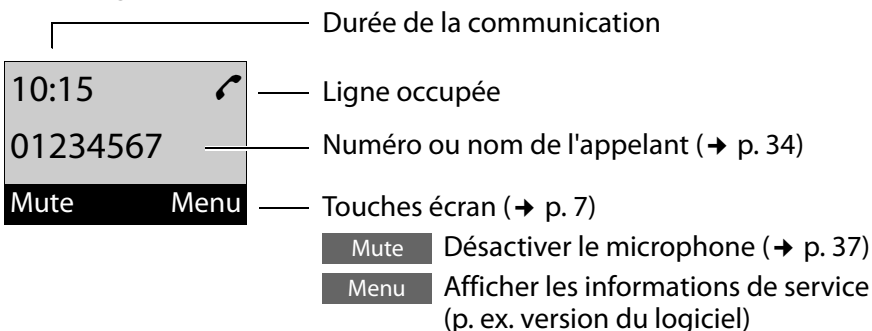 Durée de la communication
10:15
Ligne occupée
01234567
Numéro ou nom de l'appelant (➜ p. 34)
Mute Menu
Touches écran (➜ p. 7)
Mute Désactiver le microphone (➜ p. 37)
Menu Afficher les informations de service
(p. ex. version du logiciel)